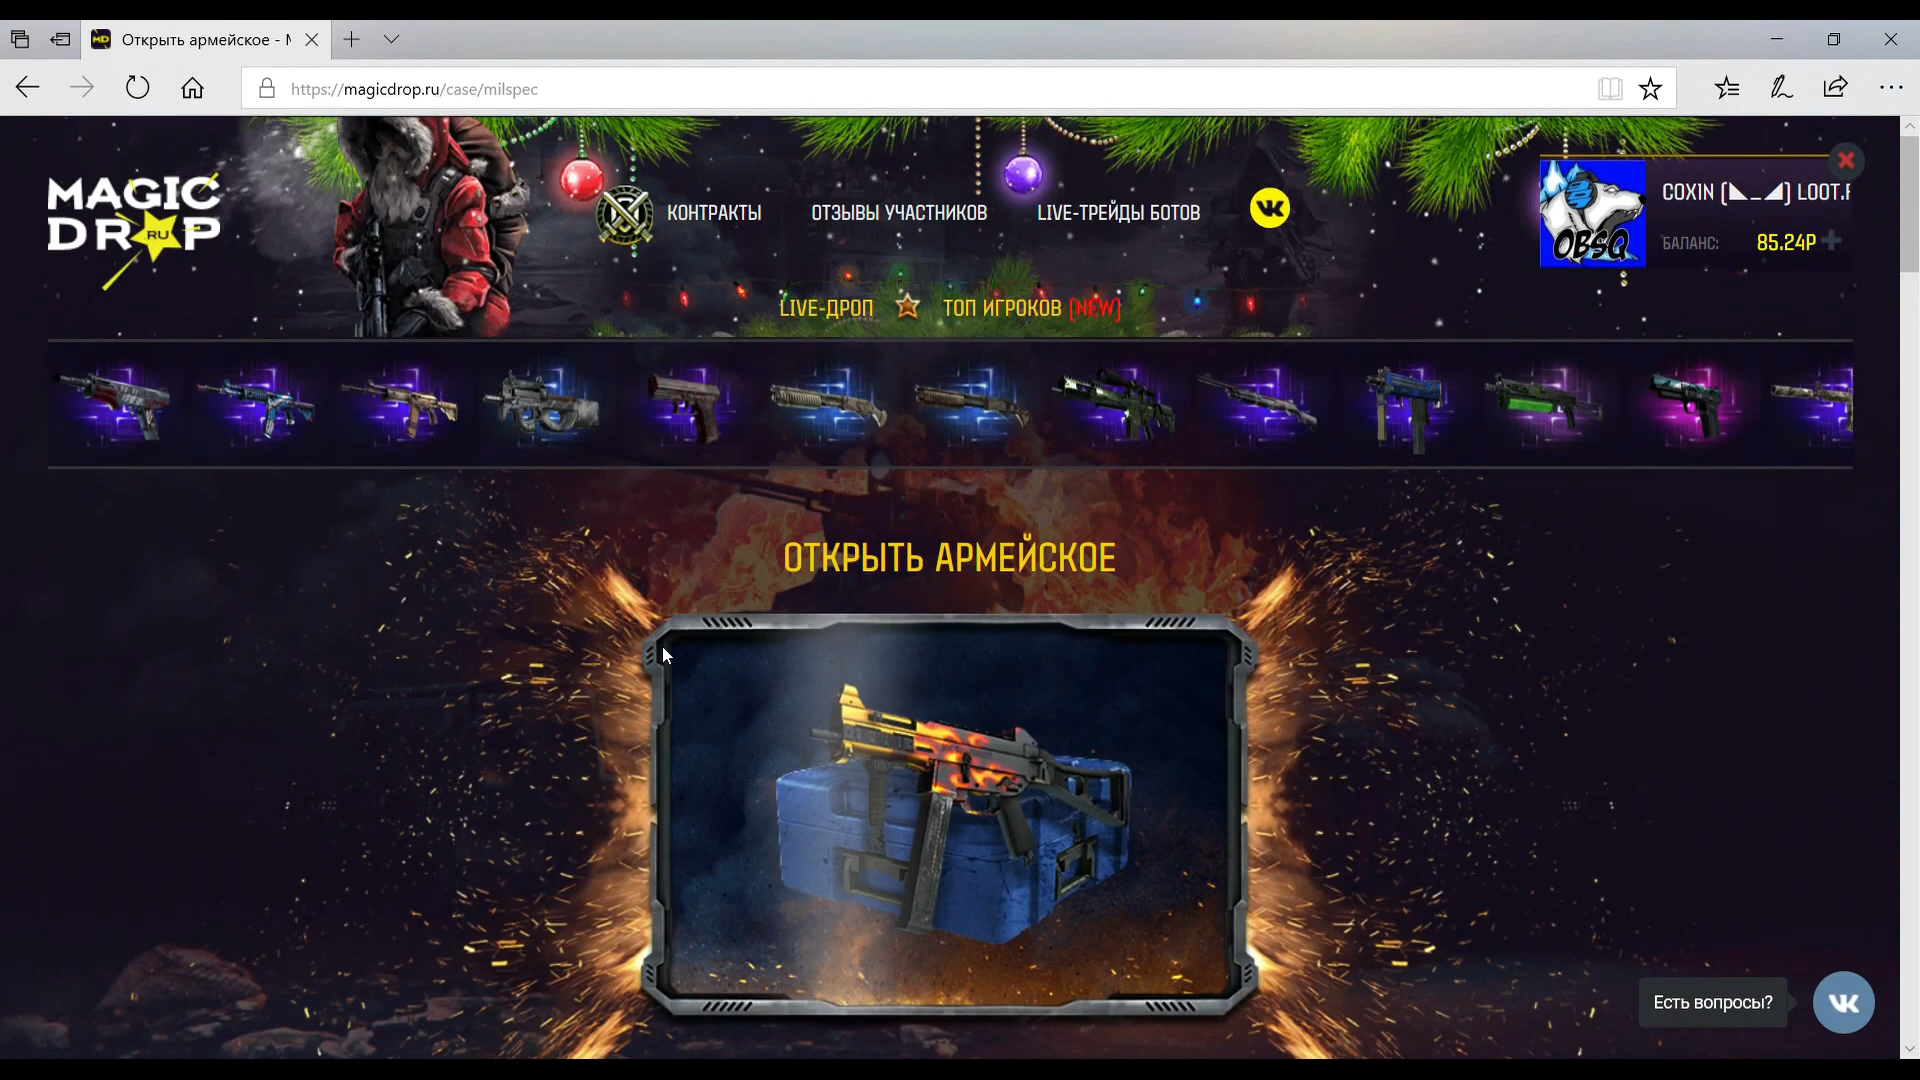 Открыть армейское - М
https://magicdrop.ru/case/milspec
MAGIC
DROP
RU
КОНТРАКТЫ
ОТЗЫВЫ УЧАСТНИКОВ
LIVE-ТРЕЙДЫ БОТОВ
OBSQ
COX1N [◣_◢] LOOT.F
БАЛАНС: 85.24Р
LIVE-ДРОП
ТОП ИГРОКОВ (NEW)
ОТКРЫТЬ АРМЕЙСКОЕ
Есть вопросы?